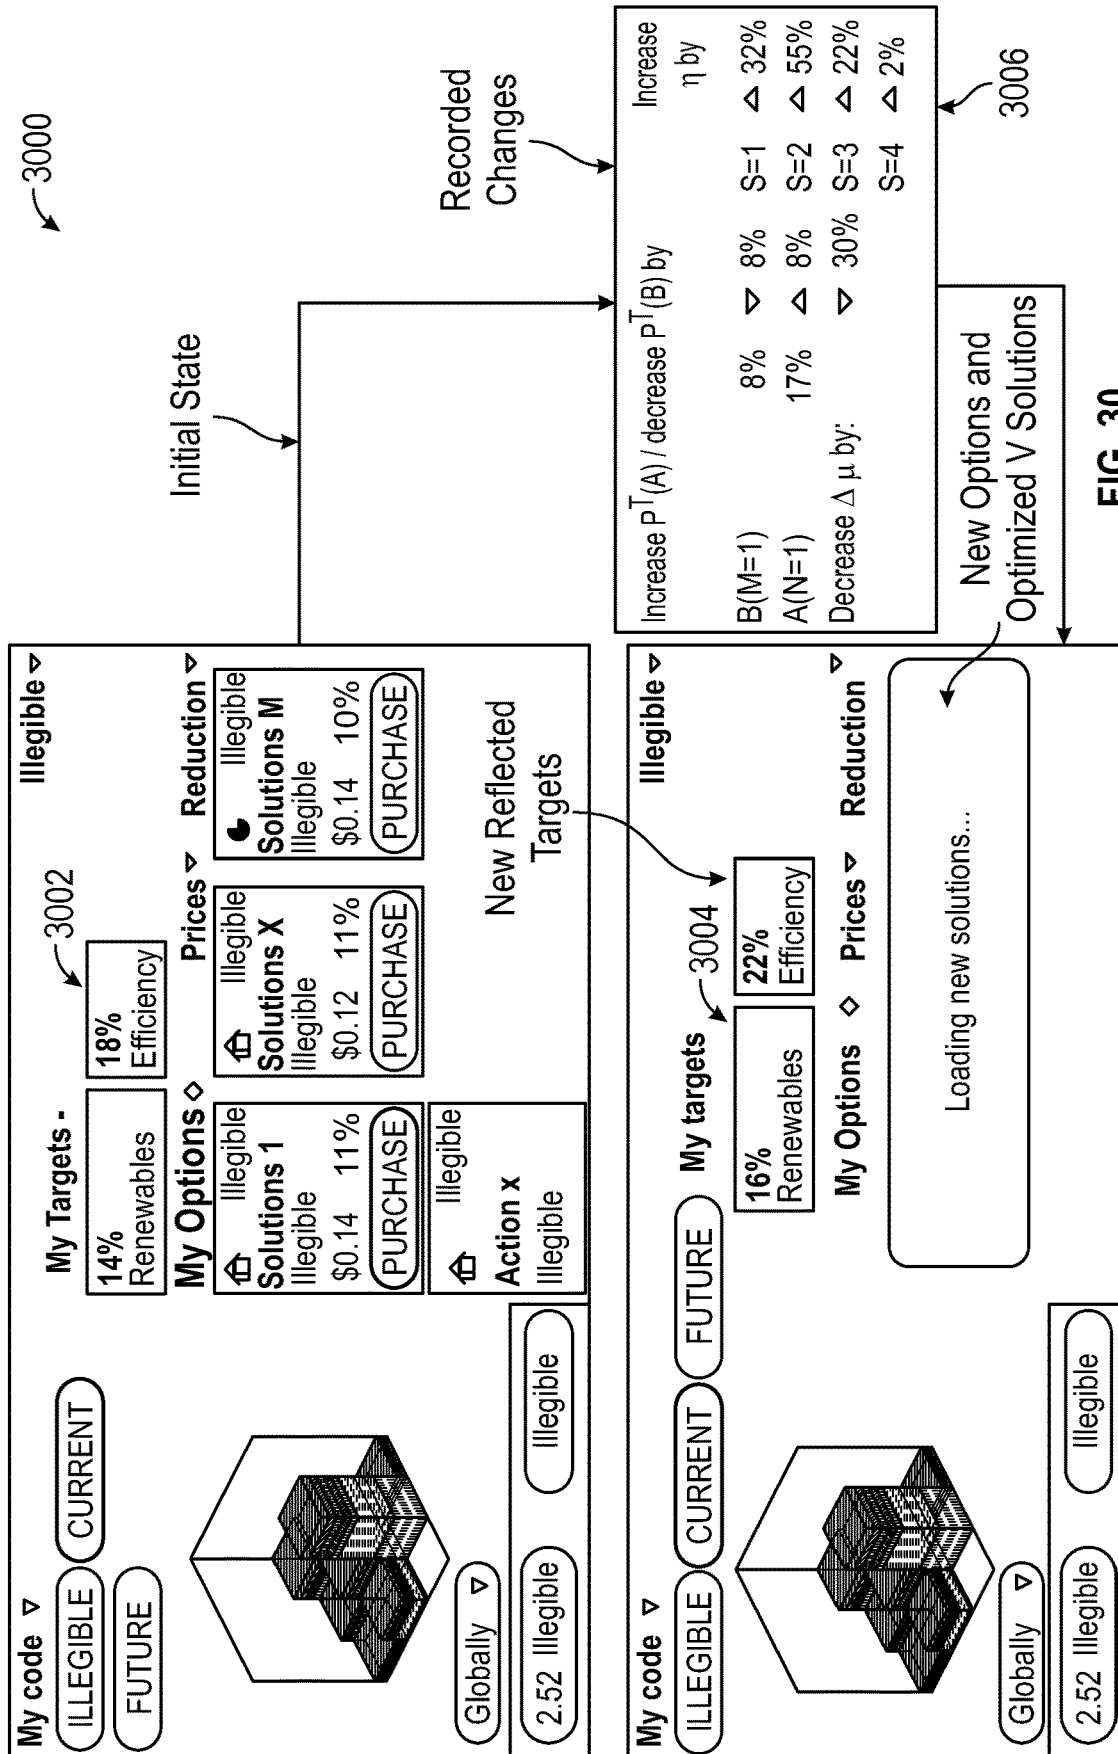 3000
Initial State
Recorded
Changes
My code ▿
ILLEGIBLE
CURRENT
FUTURE
Globally ▿
2.52 Illegible
Illegible
Illegible ▿
My Targets -
3002
14%
Renewables
18%
Efficiency
My Options ◇
Prices ▿
Reduction ▿
Illegible
Solutions 1
Illegible
$0.14 11%
PURCHASE
Illegible
Solutions X
Illegible
$0.12 11%
PURCHASE
Illegible
Solutions M
Illegible
$0.14 10%
PURCHASE
Illegible
Action x
Illegible
New Reflected
Targets
Increase P^T(A) / decrease P^T(B) by
Increase
η by
B(M=1) 8% ▽ 8% S=1 △ 32%
A(N=1) 17% △ 8% S=2 △ 55%
Decrease Δ μ by: ▽ 30% S=3 △ 22%
S=4 △ 2%
3006
My code ▿
ILLEGIBLE
CURRENT
FUTURE
Globally ▿
2.52 Illegible
Illegible
Illegible ▿
My targets
3004
16%
Renewables
22%
Efficiency
My Options ◇
Prices ▿
Reduction ▿
Loading new solutions...
New Options and
Optimized V Solutions
FIG. 30